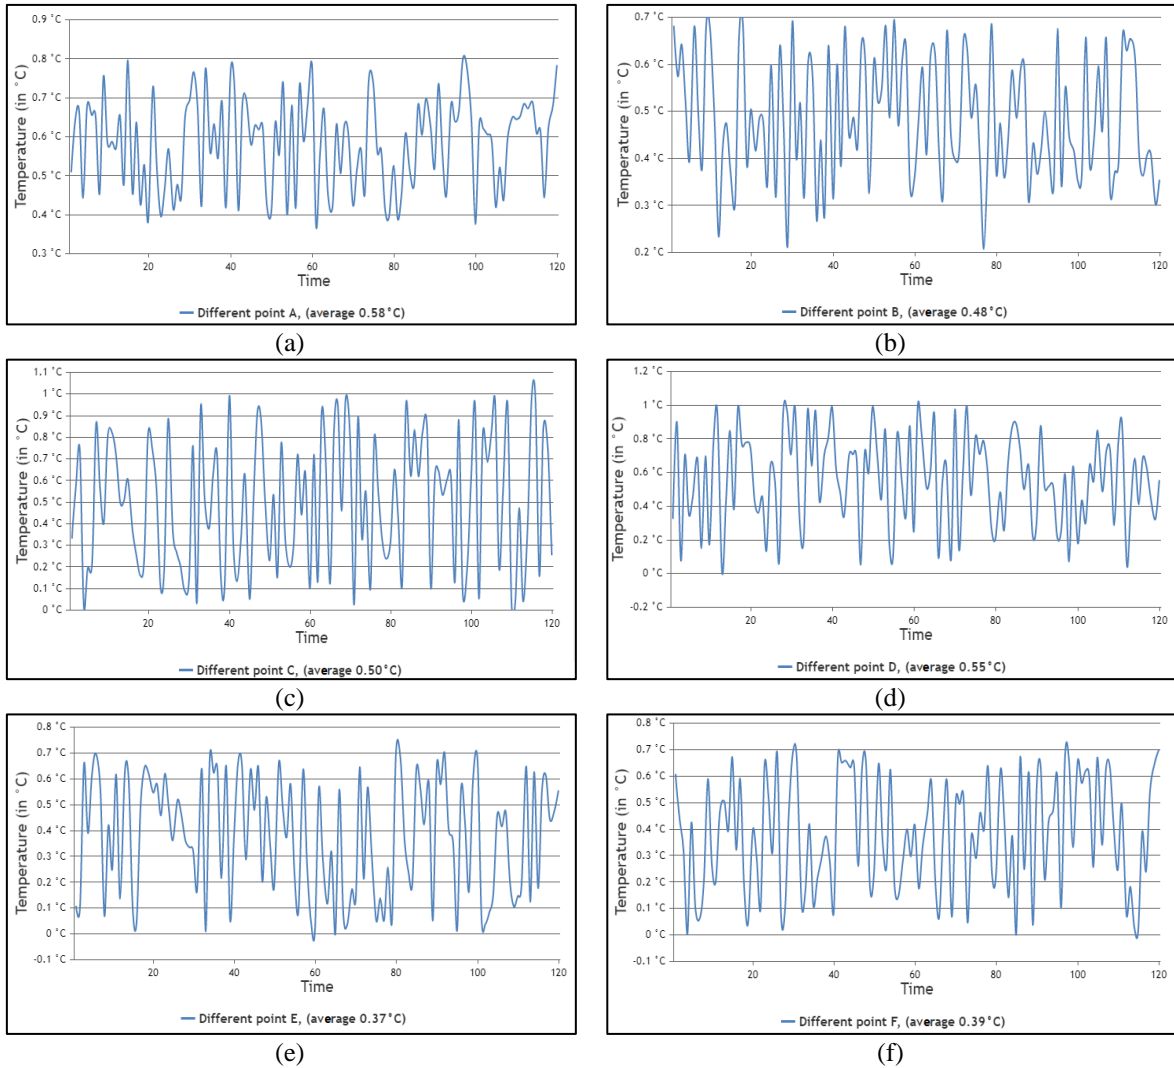 0.9 °C
0.8 °C
0.7 °C
0.6 °C
0.5 °C
0.4 °C
0.3 °C
Temperature (in °C)
20 40 60 80 100 120
Time
Different point A, (average 0.58°C)
(a)
0.7 °C
0.6 °C
0.5 °C
0.4 °C
0.3 °C
0.2 °C
Temperature (in °C)
20 40 60 80 100 120
Time
Different point B, (average 0.48°C)
(b)
1.1 °C
1 °C
0.9 °C
0.8 °C
0.7 °C
0.6 °C
0.5 °C
0.4 °C
0.3 °C
0.2 °C
0.1 °C
0 °C
Temperature (in °C)
20 40 60 80 100 120
Time
Different point C, (average 0.50°C)
(c)
1.2 °C
1 °C
0.8 °C
0.6 °C
0.4 °C
0.2 °C
0 °C
-0.2 °C
Temperature (in °C)
20 40 60 80 100 120
Time
Different point D, (average 0.55°C)
(d)
0.8 °C
0.7 °C
0.6 °C
0.5 °C
0.4 °C
0.3 °C
0.2 °C
0.1 °C
0 °C
-0.1 °C
Temperature (in °C)
20 40 60 80 100 120
Time
Different point E, (average 0.37°C)
(e)
0.8 °C
0.7 °C
0.6 °C
0.5 °C
0.4 °C
0.3 °C
0.2 °C
0.1 °C
0 °C
-0.1 °C
Temperature (in °C)
20 40 60 80 100 120
Time
Different point F, (average 0.39°C)
(f)